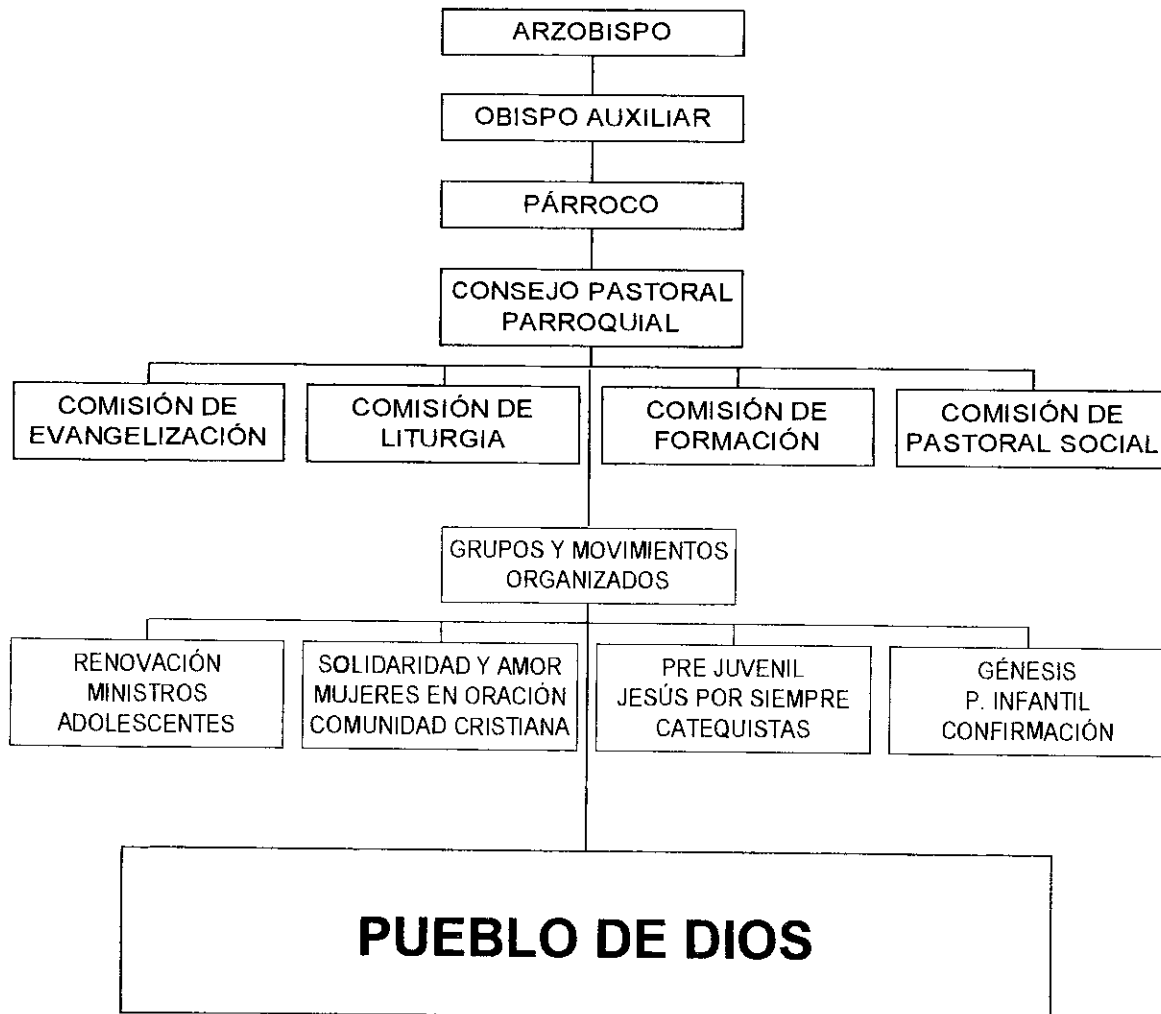 ARZOBISPO
OBISPO AUXILIAR
PÁRROCO
CONSEJO PASTORAL
PARROQUIAL
COMISIÓN DE
EVANGELIZACIÓN
COMISIÓN DE
LITURGIA
COMISIÓN DE
FORMACIÓN
COMISIÓN DE
PASTORAL SOCIAL
GRUPOS Y MOVIMIENTOS
ORGANIZADOS
RENOVACIÓN
MINISTROS
ADOLESCENTES
SOLIDARIDAD Y AMOR
MUJERES EN ORACIÓN
COMUNIDAD CRISTIANA
PRE JUVENIL
JESÚS POR SIEMPRE
CATEQUISTAS
GÉNESIS
P. INFANTIL
CONFIRMACIÓN
PUEBLO DE DIOS